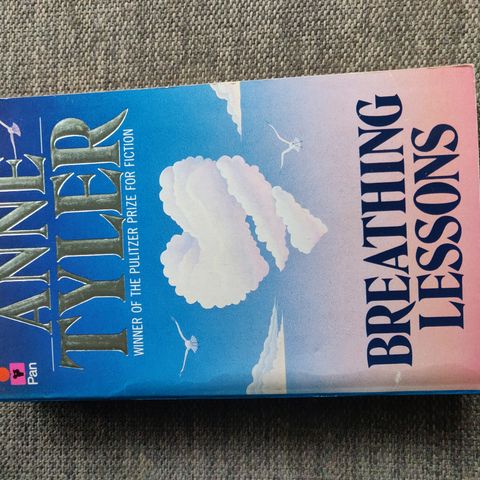 ANNE
TYLER
WINNER OF THE PULITZER PRIZE FOR FICTION
BREATHING
LESSONS
Pan